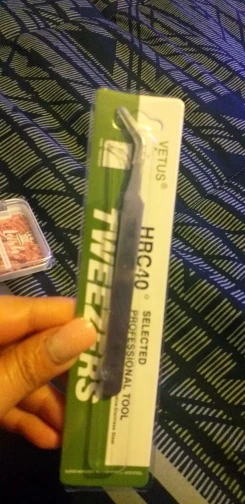 VETUS®
HRC40°
SELECTED
PROFESSIONAL TOOL
TWEEZERS